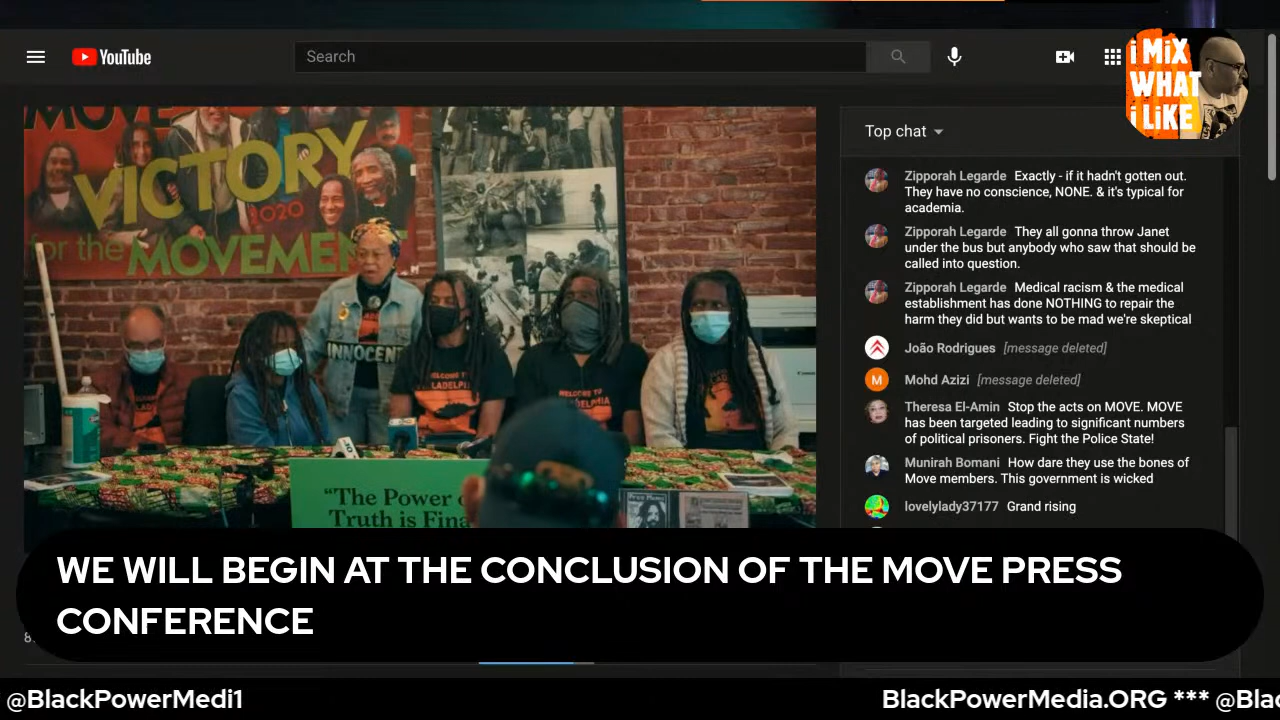 YouTube
Search
i MiX
WHAT
i LiKE
MOVE
VICTORY
2020
for the MOVEMENT
INNOCENT
WELCOME TO
WELCOME TO
"The Power
Truth is Fina
Top chat
Zipporah Legarde Exactly - if it hadn't gotten out.
They have no conscience, NONE. & it's typical for
academia.
Zipporah Legarde They all gonna throw Janet
under the bus but anybody who saw that should be
called into question.
Zipporah Legarde Medical racism & the medical
establishment has done NOTHING to repair the
harm they did but wants to be mad we're skeptical
João Rodrigues [message deleted]
M Mohd Azizi [message deleted]
Theresa El-Amin Stop the acts on MOVE. MOVE
has been targeted leading to significant numbers
of political prisoners. Fight the Police State!
Munirah Bomani How dare they use the bones of
Move members. This government is wicked
lovelylady37177 Grand rising
WE WILL BEGIN AT THE CONCLUSION OF THE MOVE PRESS
CONFERENCE
@BlackPowerMedi1
BlackPowerMedia.ORG *** @Blac